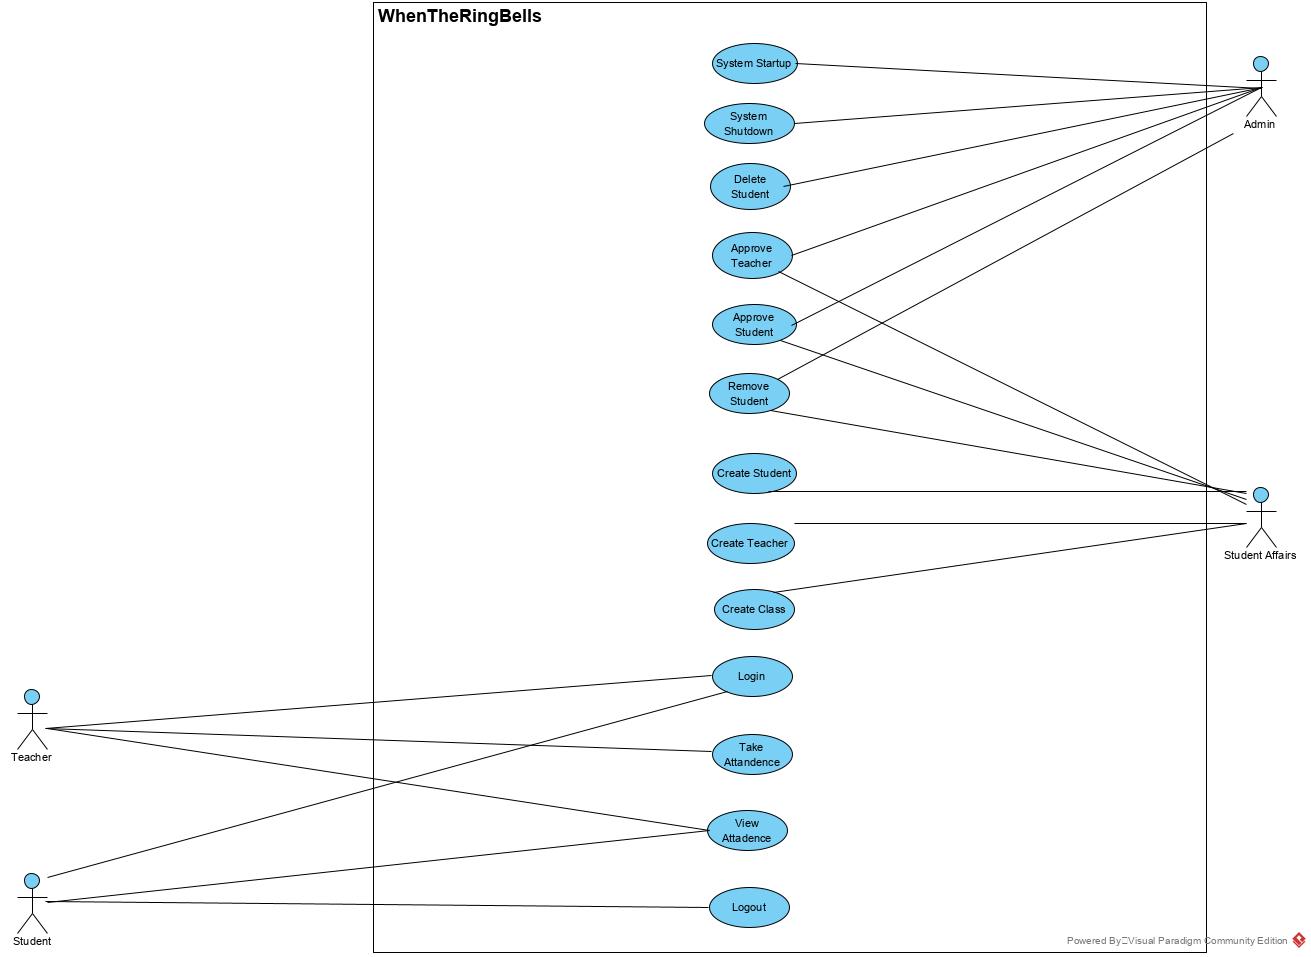 WhenTheRingBells
System Startup
System
Shutdown
Delete
Student
Approve
Teacher
Approve
Student
Remove
Student
Create Student
Create Teacher
Create Class
Login
Take
Attandence
View
Attadence
Logout
Admin
Student Affairs
Teacher
Student
Powered By Visual Paradigm Community Edition